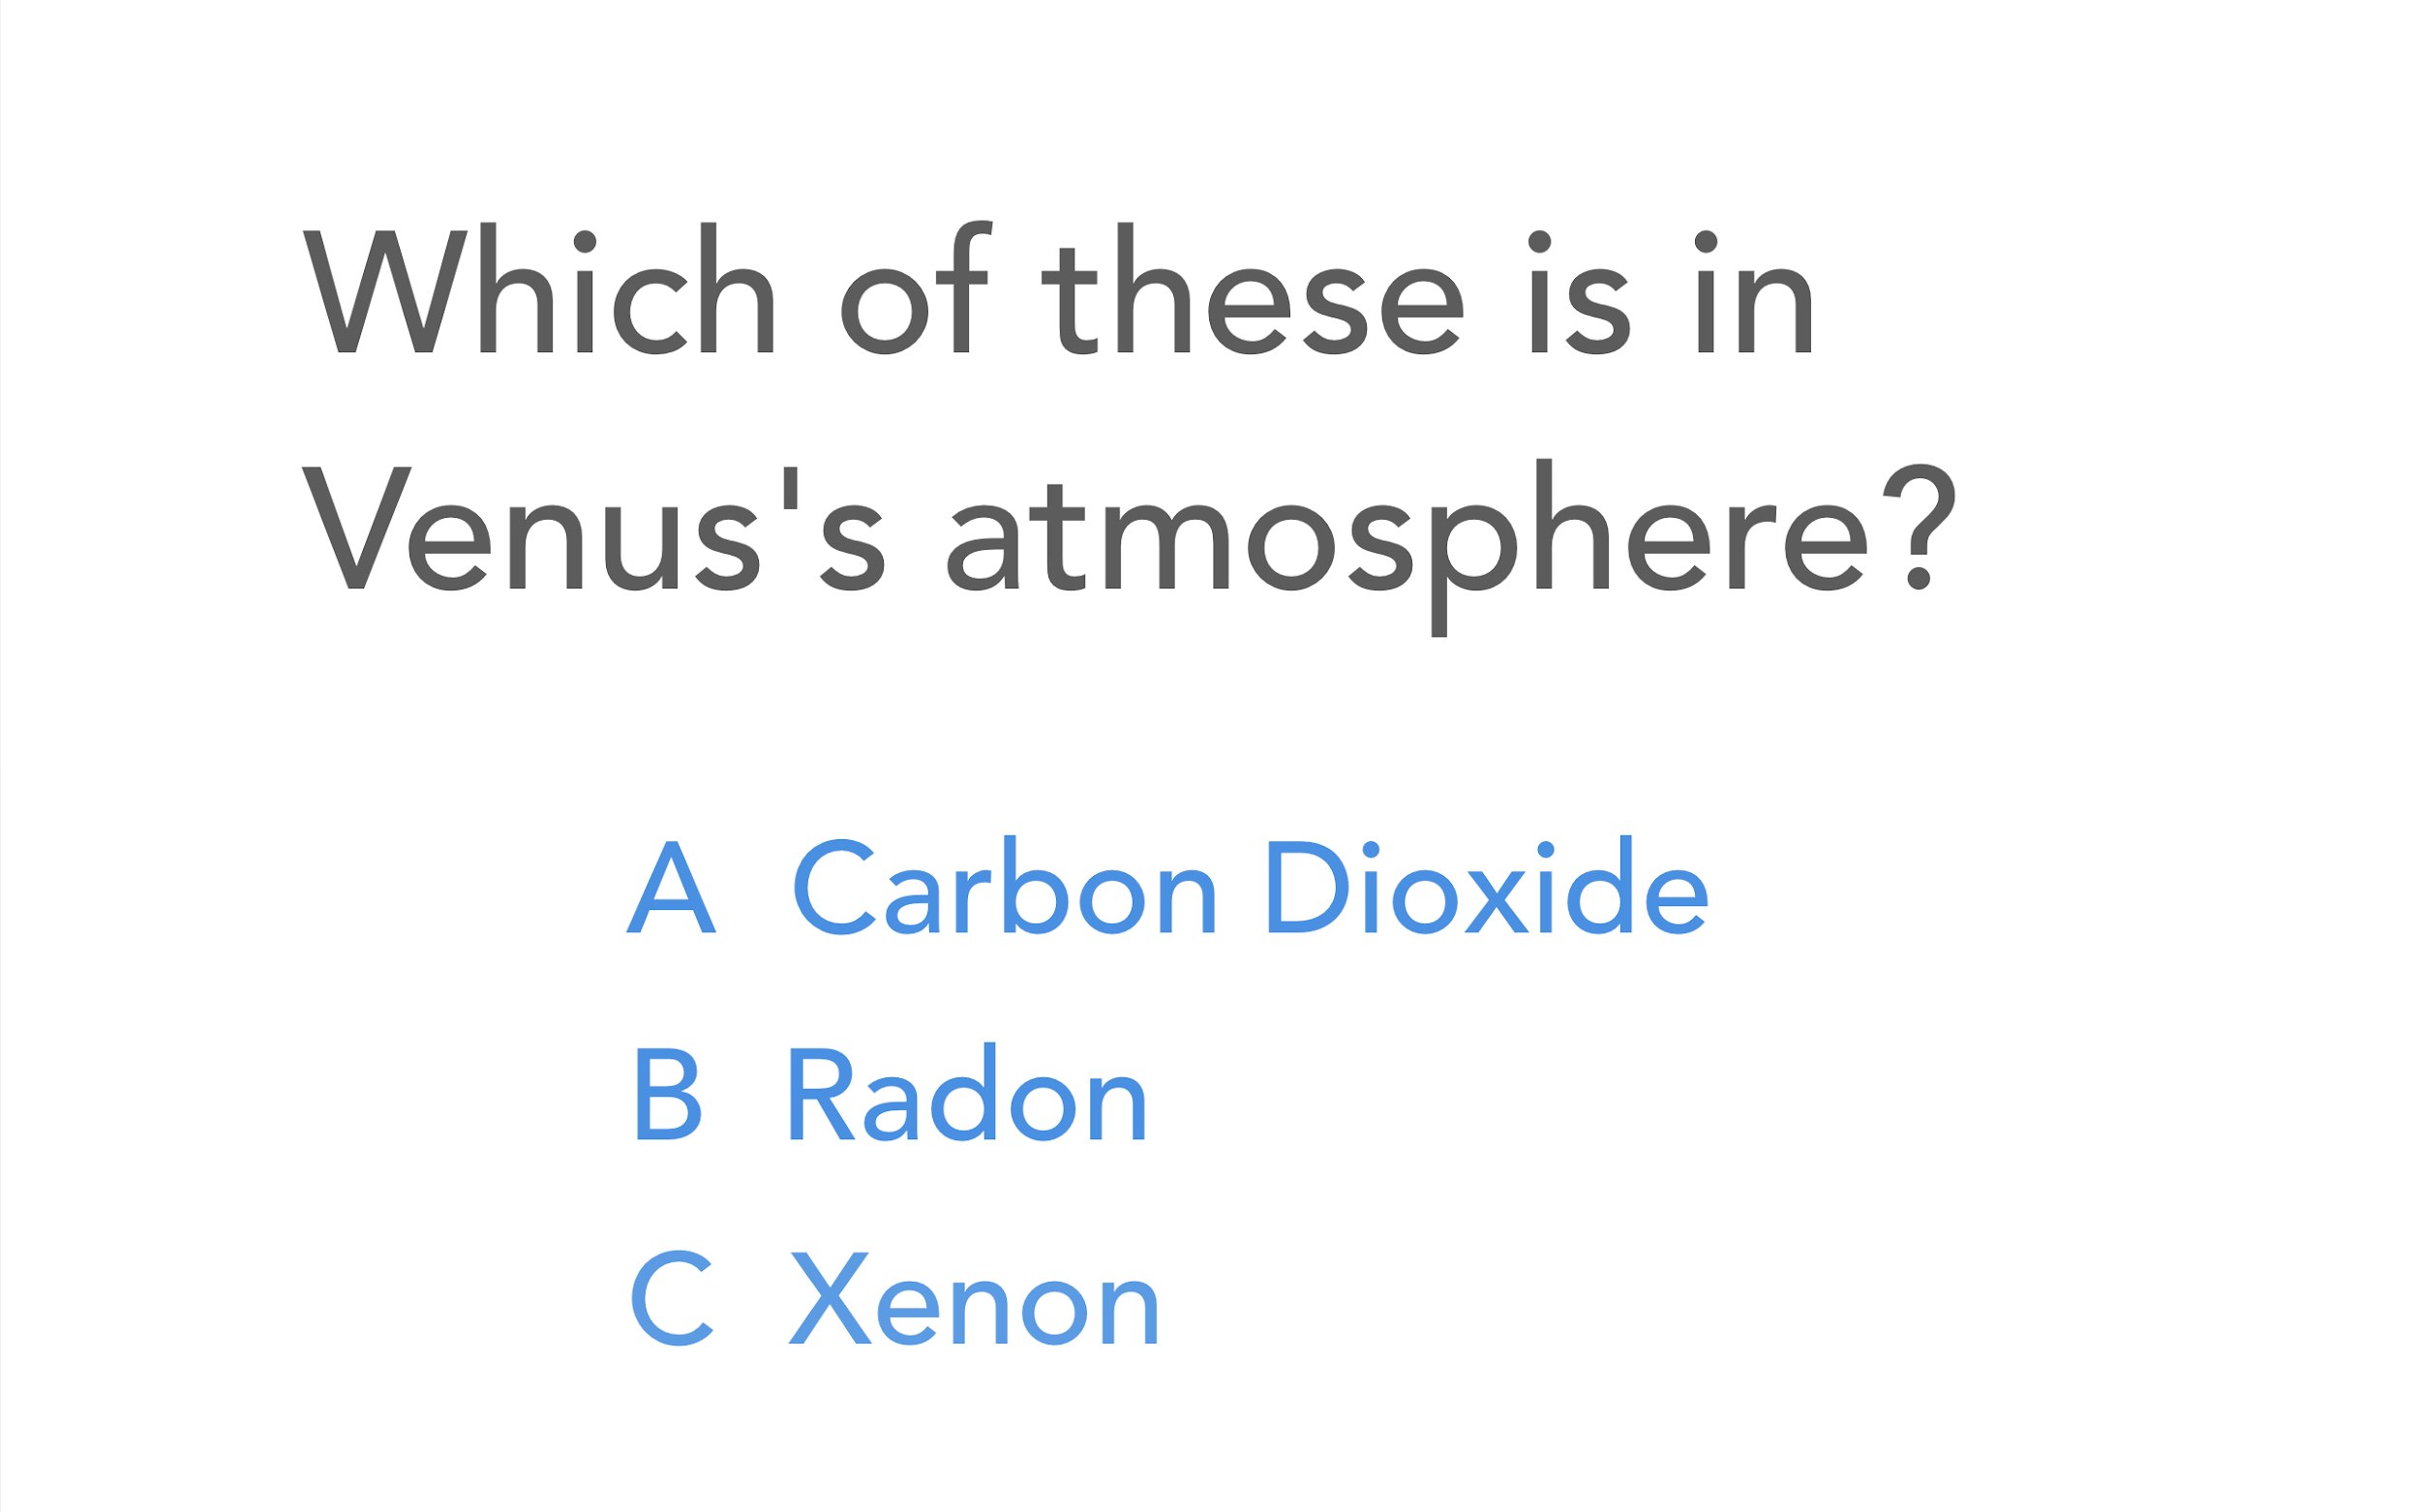 Which of these is in
Venus's atmosphere?
A Carbon Dioxide
B Radon
C Xenon